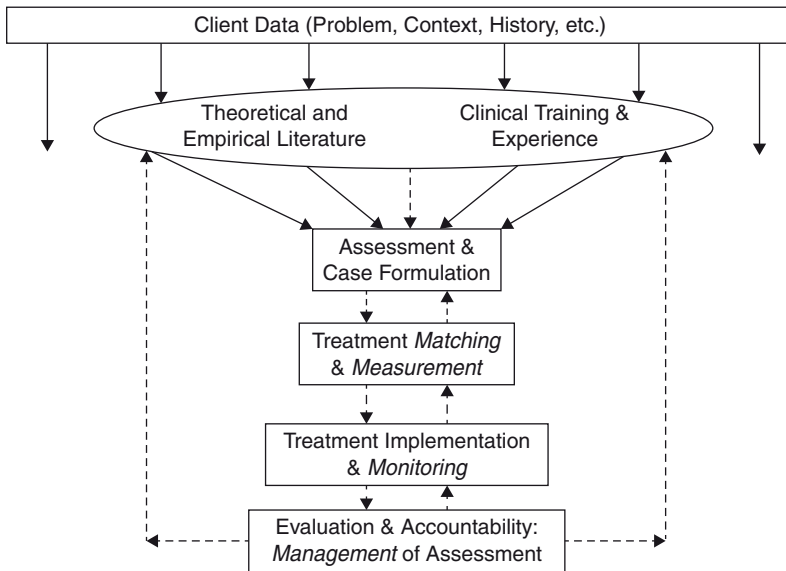 Client Data (Problem, Context, History, etc.)
Theoretical and
Empirical Literature
Clinical Training &
Experience
Assessment &
Case Formulation
Treatment Matching
& Measurement
Treatment Implementation
& Monitoring
Evaluation & Accountability:
Management of Assessment